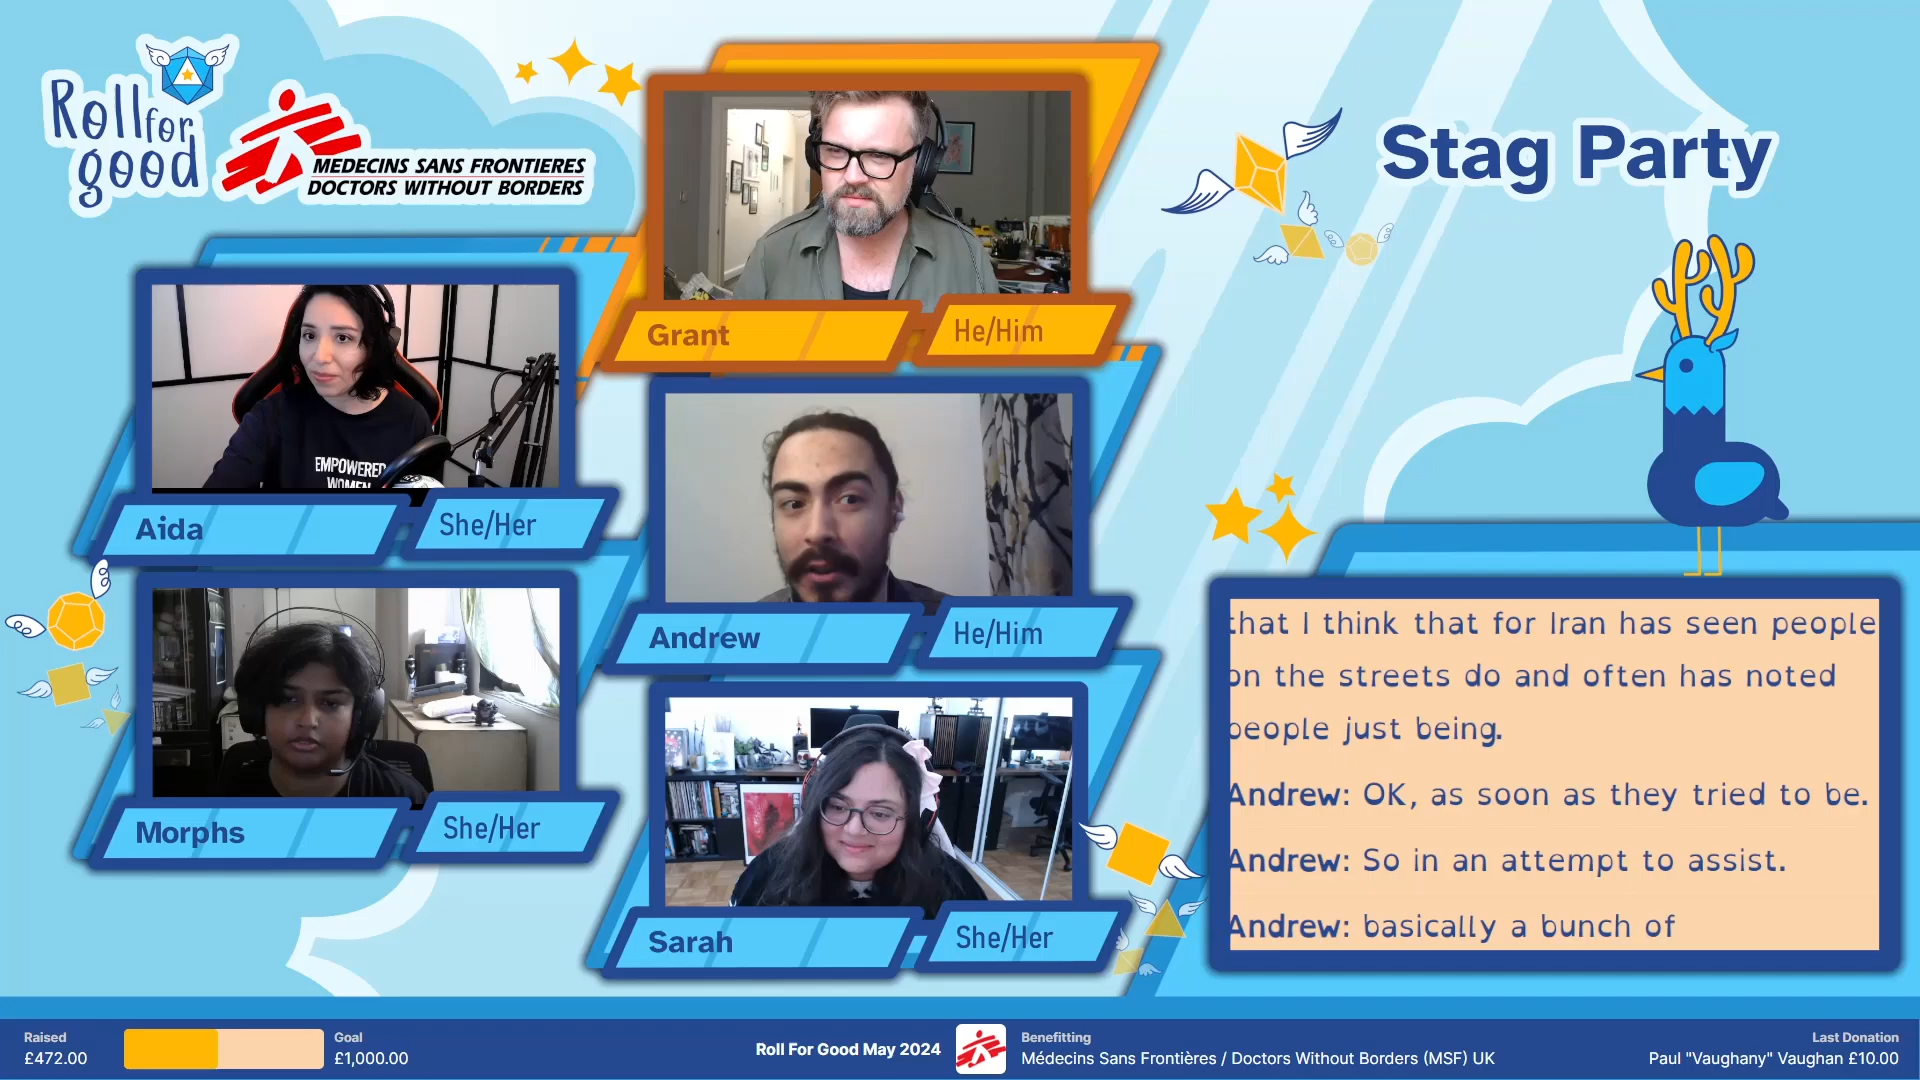 Roll for
good
MEDECINS SANS FRONTIERES
DOCTORS WITHOUT BORDERS
Stag Party
Grant
He/Him
EMPOWERED
WOMEN
Aida
She/Her
Andrew
He/Him
Morphs
She/Her
Sarah
She/Her
that I think that for Iran has seen people
on the streets do and often has noted
people just being.
Andrew: OK, as soon as they tried to be.
Andrew: So in an attempt to assist.
Andrew: basically a bunch of
Raised
£472.00
Goal
£1,000.00
Roll For Good May 2024
Benefitting
Médecins Sans Frontières / Doctors Without Borders (MSF) UK
Last Donation
Paul "Vaughany" Vaughan £10.00